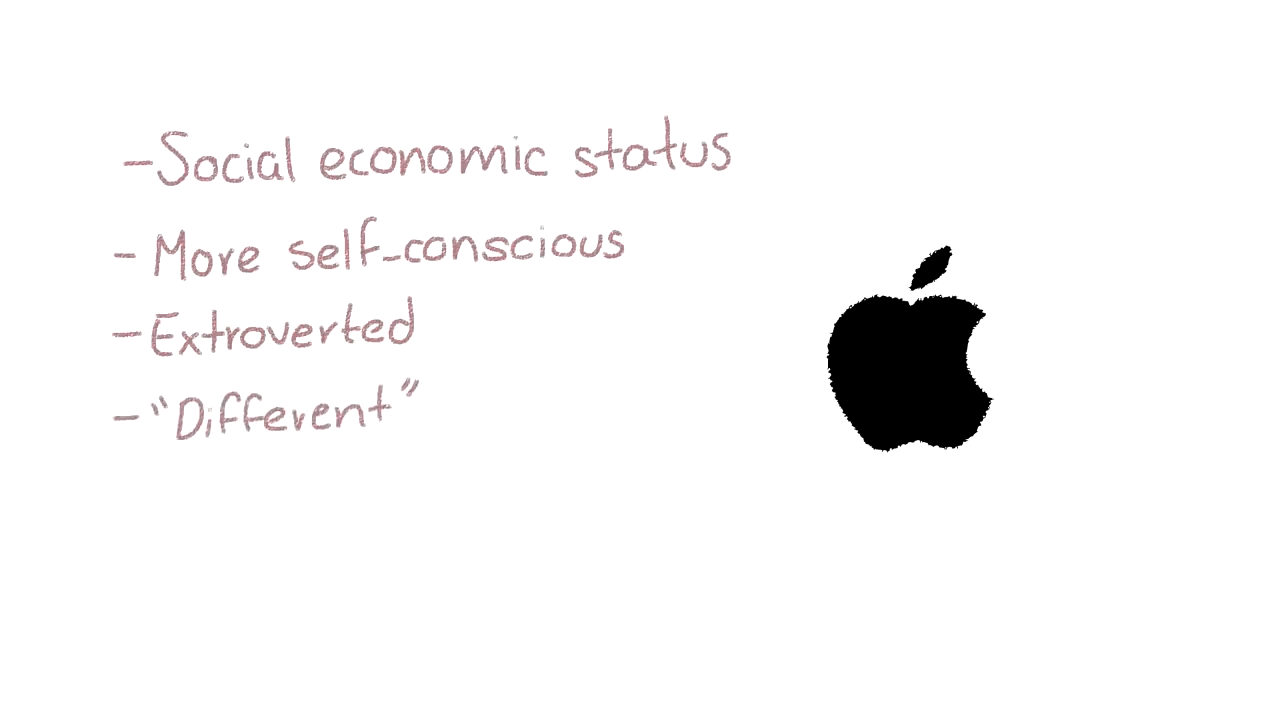 - Social economic status
- More self-conscious
- Extroverted
- "Different"